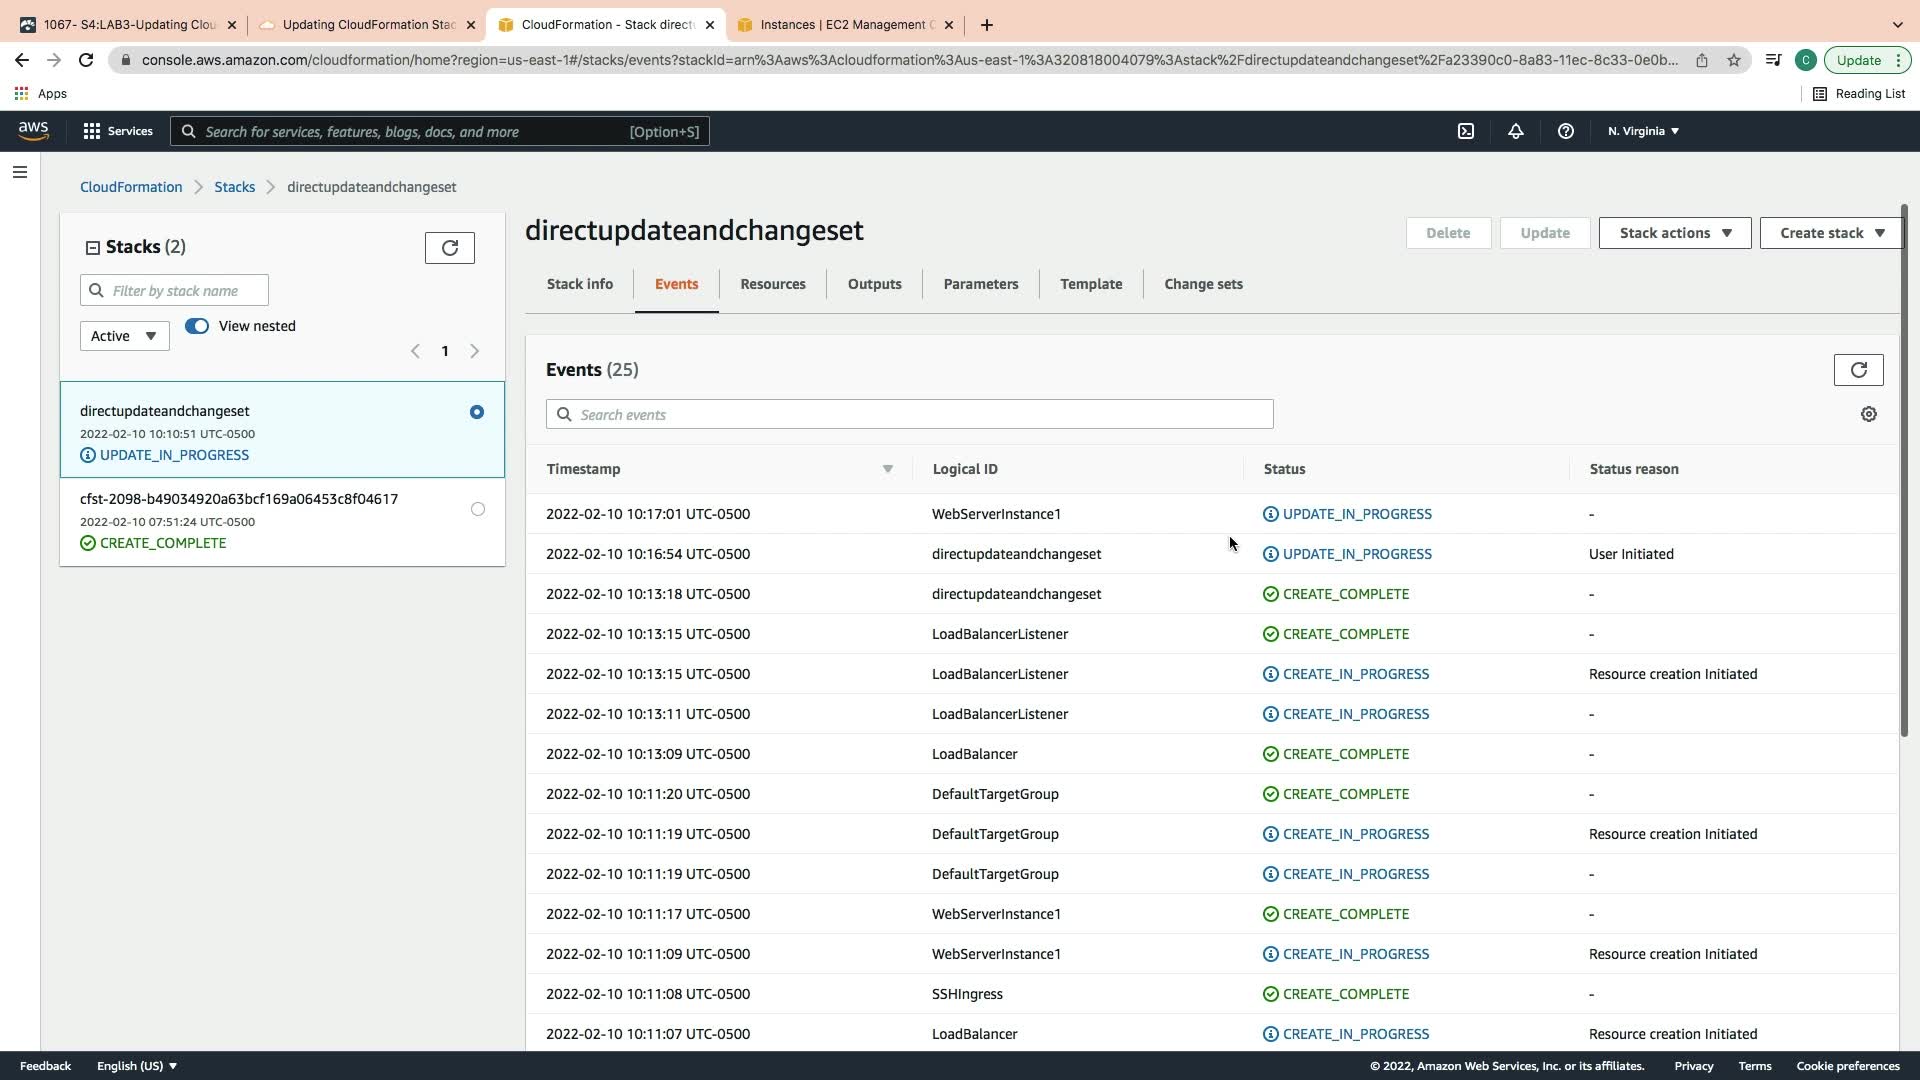 1067- S4:LAB3-Updating Clou
Updating CloudFormation Stac
CloudFormation - Stack direct
Instances | EC2 Management C
console.aws.amazon.com/cloudformation/home?region=us-east-1#/stacks/events?stackId=arn%3Aaws%3Acloudformation%3Aus-east-1%3A320818004079%3Astack%2Fdirectupdateandchangeset%2Fa23390c0-8a83-11ec-8c33-0e0b...
C
Update
Apps
Reading List
aws
Services
Search for services, features, blogs, docs, and more
[Option+S]
N. Virginia
CloudFormation
Stacks
directupdateandchangeset
Stacks (2)
Filter by stack name
Active
View nested
1
directupdateandchangeset
2022-02-10 10:10:51 UTC-0500
UPDATE_IN_PROGRESS
cfst-2098-b49034920a63bcf169a06453c8f04617
2022-02-10 07:51:24 UTC-0500
CREATE_COMPLETE
directupdateandchangeset
Delete
Update
Stack actions
Create stack
Stack info
Events
Resources
Outputs
Parameters
Template
Change sets
Events (25)
Search events
Timestamp Logical ID Status Status reason
2022-02-10 10:17:01 UTC-0500 WebServerInstance1 UPDATE_IN_PROGRESS -
2022-02-10 10:16:54 UTC-0500 directupdateandchangeset UPDATE_IN_PROGRESS User Initiated
2022-02-10 10:13:18 UTC-0500 directupdateandchangeset CREATE_COMPLETE -
2022-02-10 10:13:15 UTC-0500 LoadBalancerListener CREATE_COMPLETE -
2022-02-10 10:13:15 UTC-0500 LoadBalancerListener CREATE_IN_PROGRESS Resource creation Initiated
2022-02-10 10:13:11 UTC-0500 LoadBalancerListener CREATE_IN_PROGRESS -
2022-02-10 10:13:09 UTC-0500 LoadBalancer CREATE_COMPLETE -
2022-02-10 10:11:20 UTC-0500 DefaultTargetGroup CREATE_COMPLETE -
2022-02-10 10:11:19 UTC-0500 DefaultTargetGroup CREATE_IN_PROGRESS Resource creation Initiated
2022-02-10 10:11:19 UTC-0500 DefaultTargetGroup CREATE_IN_PROGRESS -
2022-02-10 10:11:17 UTC-0500 WebServerInstance1 CREATE_COMPLETE -
2022-02-10 10:11:09 UTC-0500 WebServerInstance1 CREATE_IN_PROGRESS Resource creation Initiated
2022-02-10 10:11:08 UTC-0500 SSHIngress CREATE_COMPLETE -
2022-02-10 10:11:07 UTC-0500 LoadBalancer CREATE_IN_PROGRESS Resource creation Initiated
Feedback
English (US)
© 2022, Amazon Web Services, Inc. or its affiliates.
Privacy
Terms
Cookie preferences